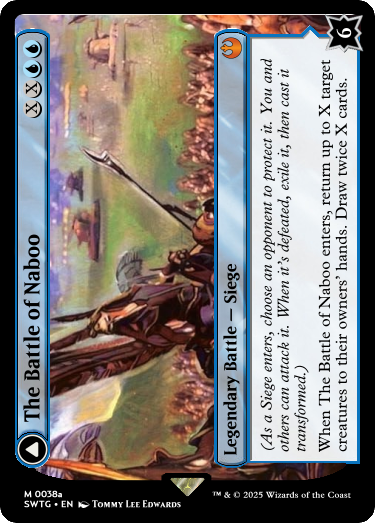 The Battle of Naboo XXUU
Legendary Battle — Siege
(As a Siege enters, choose an opponent to protect it. You and
others can attack it. When it's defeated, exile it, then cast it
transformed.)
When The Battle of Naboo enters, return up to X target
creatures to their owners' hands. Draw twice X cards.
6
M 0038a
SWTG • EN Tommy Lee Edwards
™ & © 2025 Wizards of the Coast